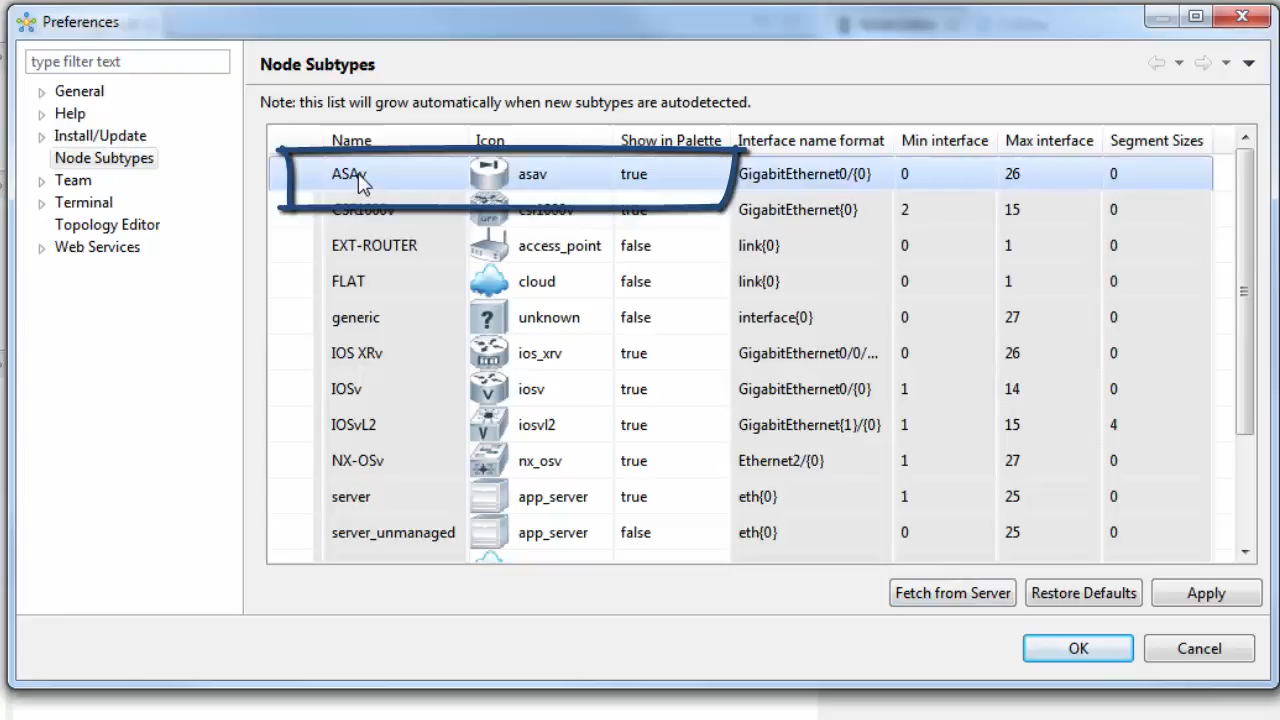 Preferences
type filter text
General
Help
Install/Update
Node Subtypes
Team
Terminal
Topology Editor
Web Services
Node Subtypes
Note: this list will grow automatically when new subtypes are autodetected.
Name Icon Show in Palette Interface name format Min interface Max interface Segment Sizes
ASAv asav true GigabitEthernet0/{0} 0 26 0
CSR1000v csr1000v true GigabitEthernet{0} 2 15 0
EXT-ROUTER access_point false link{0} 0 1 0
FLAT cloud false link{0} 0 1 0
generic ? unknown false interface{0} 0 27 0
IOS XRv ios_xrv true GigabitEthernet0/0/... 0 26 0
IOSv V iosv true GigabitEthernet0/{0} 1 14 0
IOSvL2 V iosvl2 true GigabitEthernet{1}/{0} 1 15 4
NX-OSv nx_osv true Ethernet2/{0} 1 27 0
server app_server true eth{0} 1 25 0
server_unmanaged app_server false eth{0} 0 25 0
Fetch from Server Restore Defaults Apply
OK Cancel